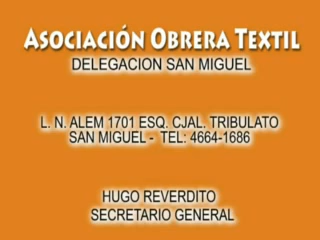 ASOCIACIÓN OBRERA TEXTIL
DELEGACION SAN MIGUEL
L. N. ALEM 1701 ESQ. CJAL. TRIBULATO
SAN MIGUEL - TEL: 4664-1686
HUGO REVERDITO
SECRETARIO GENERAL